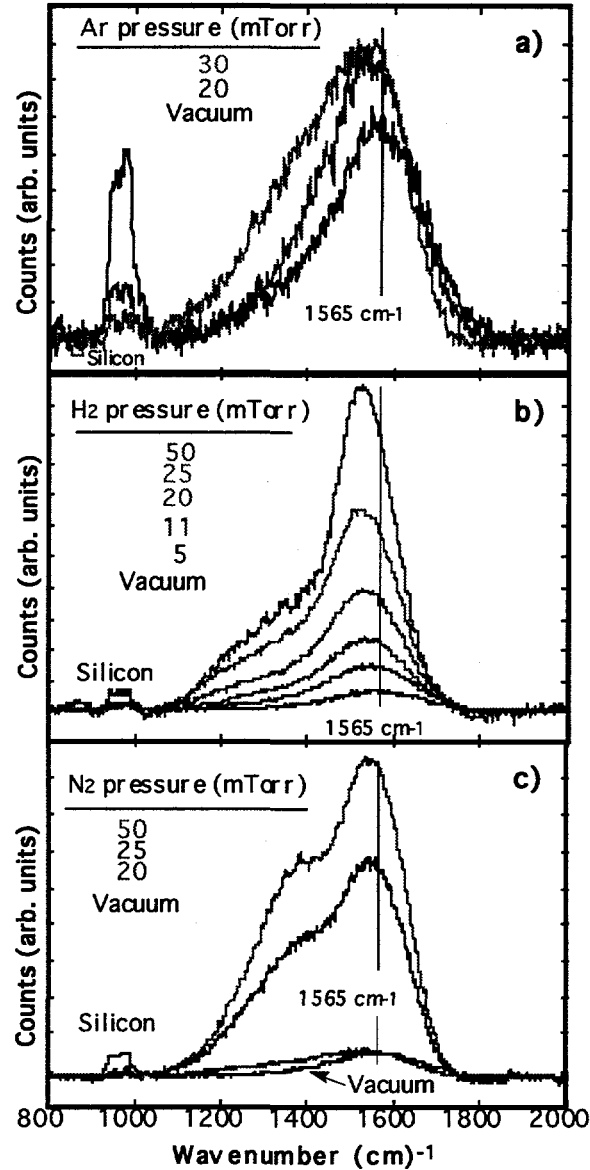 Ar pressure (mTorr)
a)
30
20
Vacuum
Counts (arb. units)
1565 cm-1
Silicon
H2 pressure (mTorr)
b)
50
25
20
11
5
Vacuum
Counts (arb. units)
Silicon
1565 cm-1
N2 pressure (mTorr)
c)
50
25
20
Vacuum
Counts (arb. units)
1565 cm-1
Silicon
Vacuum
800 1000 1200 1400 1600 1800 2000
Wavenumber (cm)-1